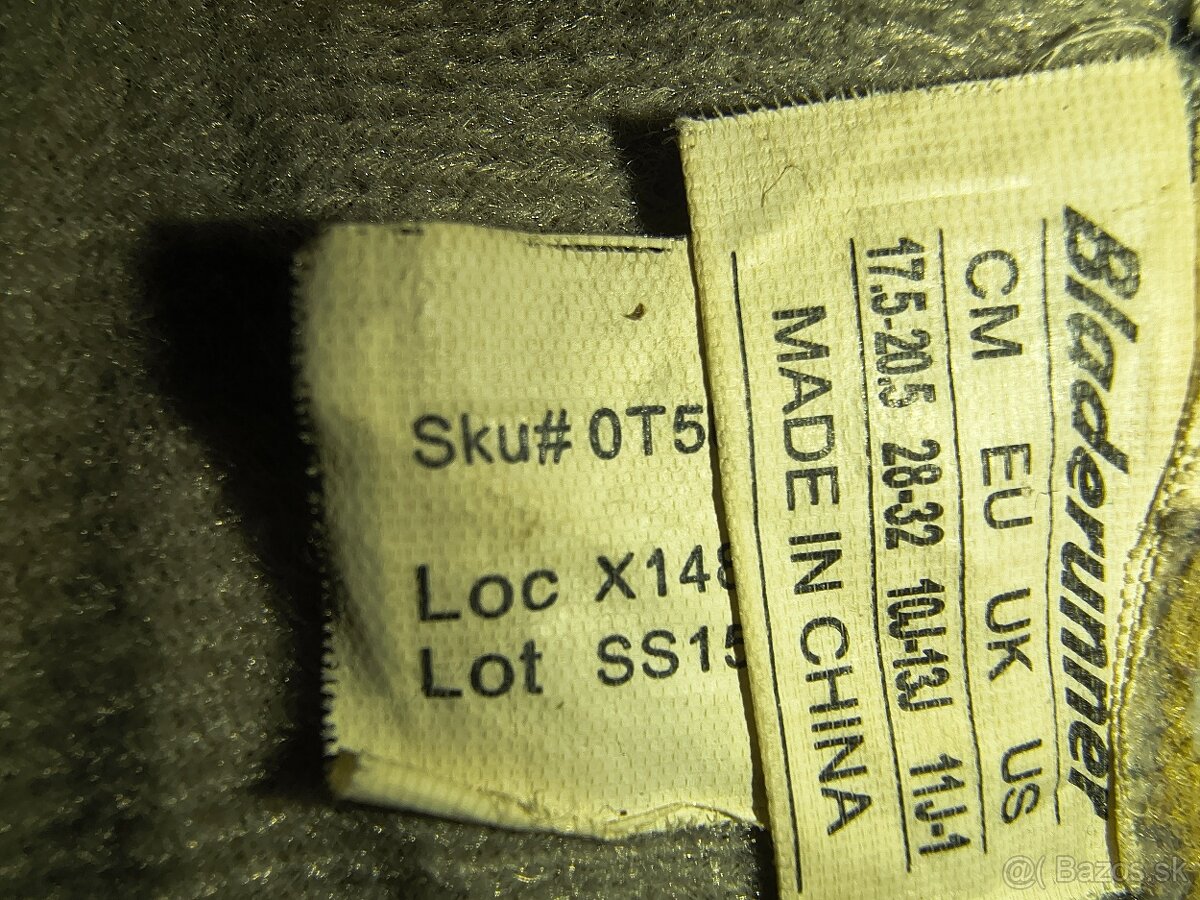 Bladerunner
CM EU UK US
17.5-20.5 28-32 10J-13J 11J-1
MADE IN CHINA
Sku# 0T5
Loc X148
Lot SS15
@( Bazos.sk